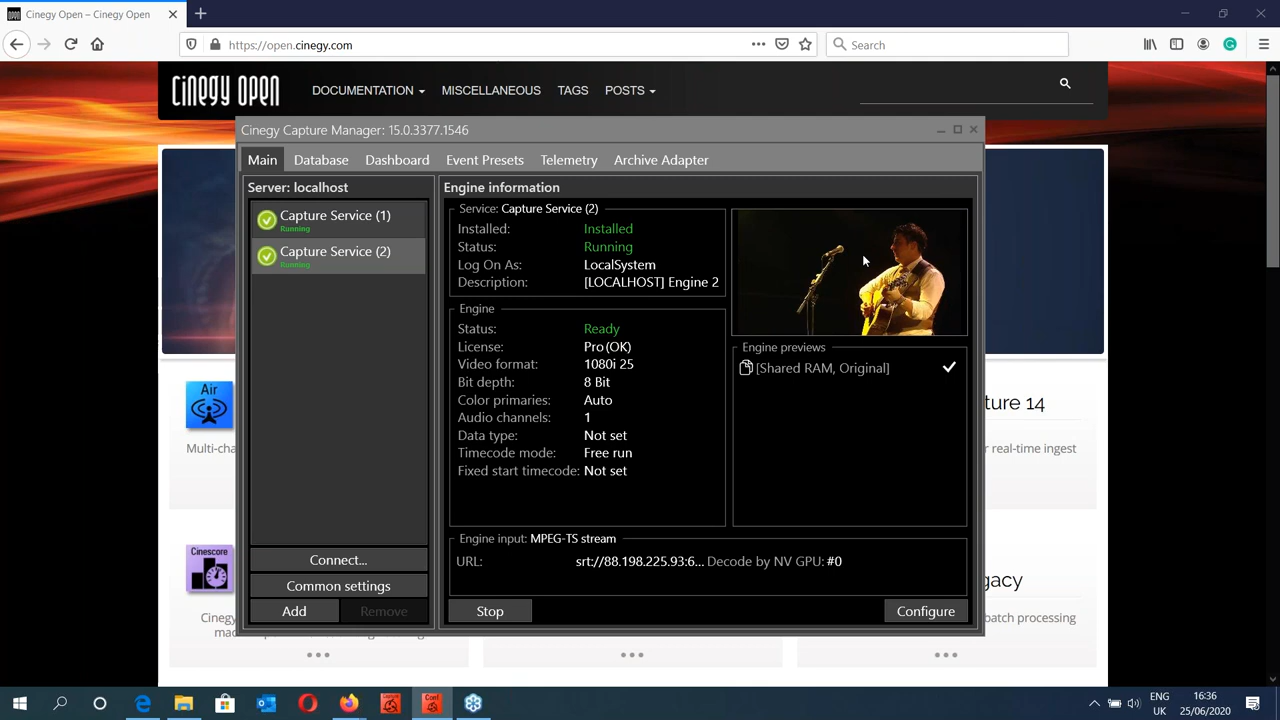 Cinegy Open – Cinegy Open
https://open.cinegy.com
Search
cinegy open
DOCUMENTATION
MISCELLANEOUS
TAGS
POSTS
Cinegy Capture Manager: 15.0.3377.1546
Main
Database
Dashboard
Event Presets
Telemetry
Archive Adapter
Server: localhost
Capture Service (1)
Running
Capture Service (2)
Running
Connect...
Common settings
Add
Remove
Engine information
Service: Capture Service (2)
Installed: Installed
Status: Running
Log On As: LocalSystem
Description: [LOCALHOST] Engine 2
Engine
Status: Ready
License: Pro (OK)
Video format: 1080i 25
Bit depth: 8 Bit
Color primaries: Auto
Audio channels: 1
Data type: Not set
Timecode mode: Free run
Fixed start timecode: Not set
Engine previews
[Shared RAM, Original]
Engine input: MPEG-TS stream
URL: srt://88.198.225.93:6... Decode by NV GPU: #0
Stop
Configure
Air
Multi-cha
ture 14
r real-time ingest
Cinescore
Cinegy
mad
gacy
batch processing
Conf
ENG
UK
16:36
25/06/2020